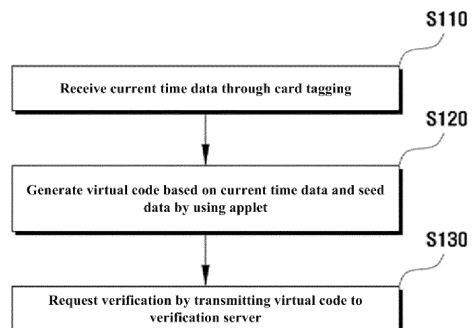 S110
Receive current time data through card tagging
S120
Generate virtual code based on current time data and seed
data by using applet
S130
Request verification by transmitting virtual code to
verification server